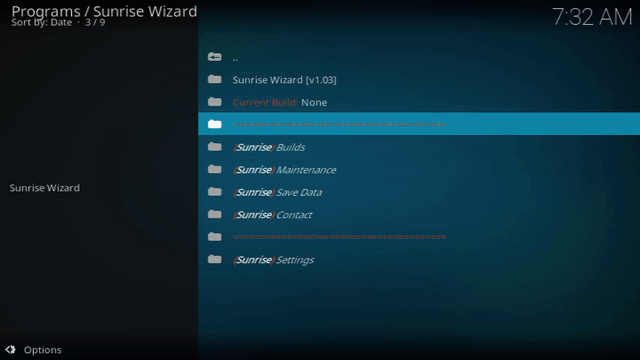 Programs / Sunrise Wizard
Sort by: Date · 3 / 9
7:32 AM
..
Sunrise Wizard [v1.03]
Current Build: None
(Sunrise) Builds
(Sunrise) Maintenance
(Sunrise) Save Data
(Sunrise) Contact
(Sunrise) Settings
Sunrise Wizard
Options